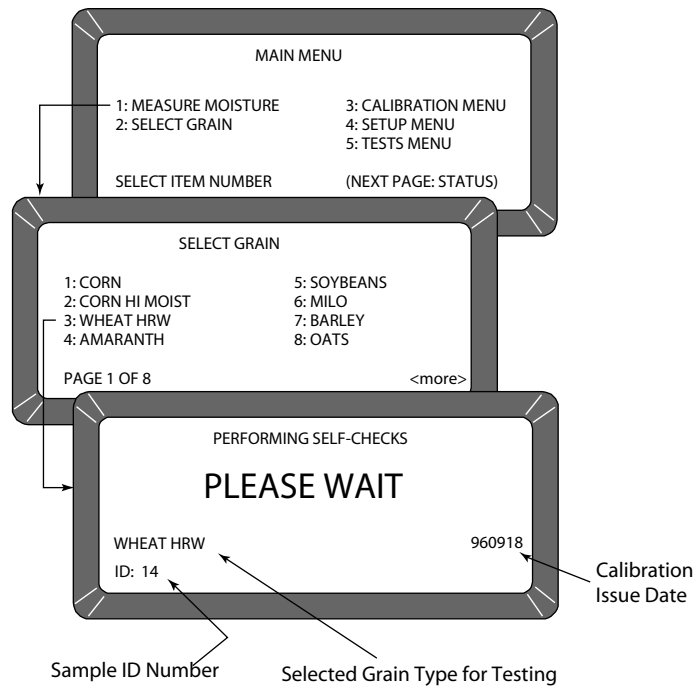 MAIN MENU
1: MEASURE MOISTURE
2: SELECT GRAIN
3: CALIBRATION MENU
4: SETUP MENU
5: TESTS MENU
SELECT ITEM NUMBER
(NEXT PAGE: STATUS)
SELECT GRAIN
1: CORN
2: CORN HI MOIST
3: WHEAT HRW
4: AMARANTH
5: SOYBEANS
6: MILO
7: BARLEY
8: OATS
PAGE 1 OF 8
<more>
PERFORMING SELF-CHECKS
PLEASE WAIT
WHEAT HRW
960918
ID: 14
Calibration
Issue Date
Sample ID Number
Selected Grain Type for Testing